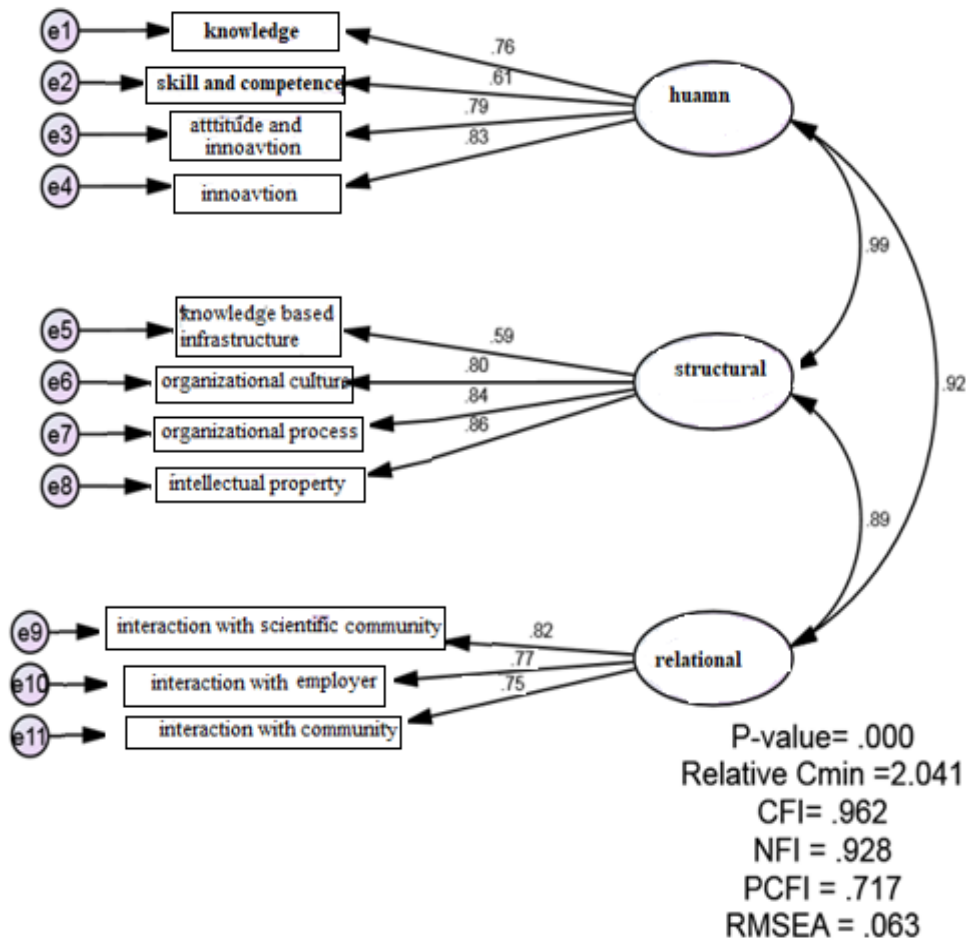 e1
knowledge
.76
huamn
e2
skill and competence
.61
e3
atttitude and
innoavtion
.79
e4
innoavtion
.83
.99
.92
e5
knowledge based
infrastructure
.59
structural
e6
organizational culture
.80
e7
organizational process
.84
e8
intellectual property
.86
.89
e9
interaction with scientific community
.82
relational
e10
interaction with employer
.77
e11
interaction with community
.75
P-value= .000
Relative Cmin =2.041
CFI= .962
NFI = .928
PCFI = .717
RMSEA = .063